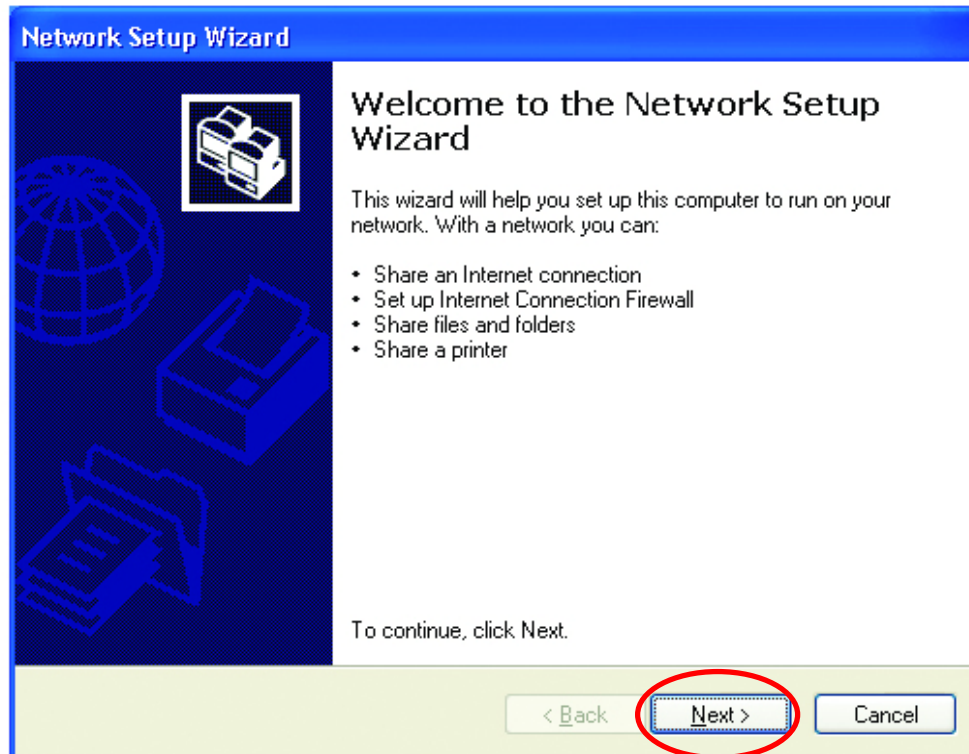 Network Setup Wizard
Welcome to the Network Setup
Wizard
This wizard will help you set up this computer to run on your
network. With a network you can:
• Share an Internet connection
• Set up Internet Connection Firewall
• Share files and folders
• Share a printer
To continue, click Next.
< Back Next > Cancel